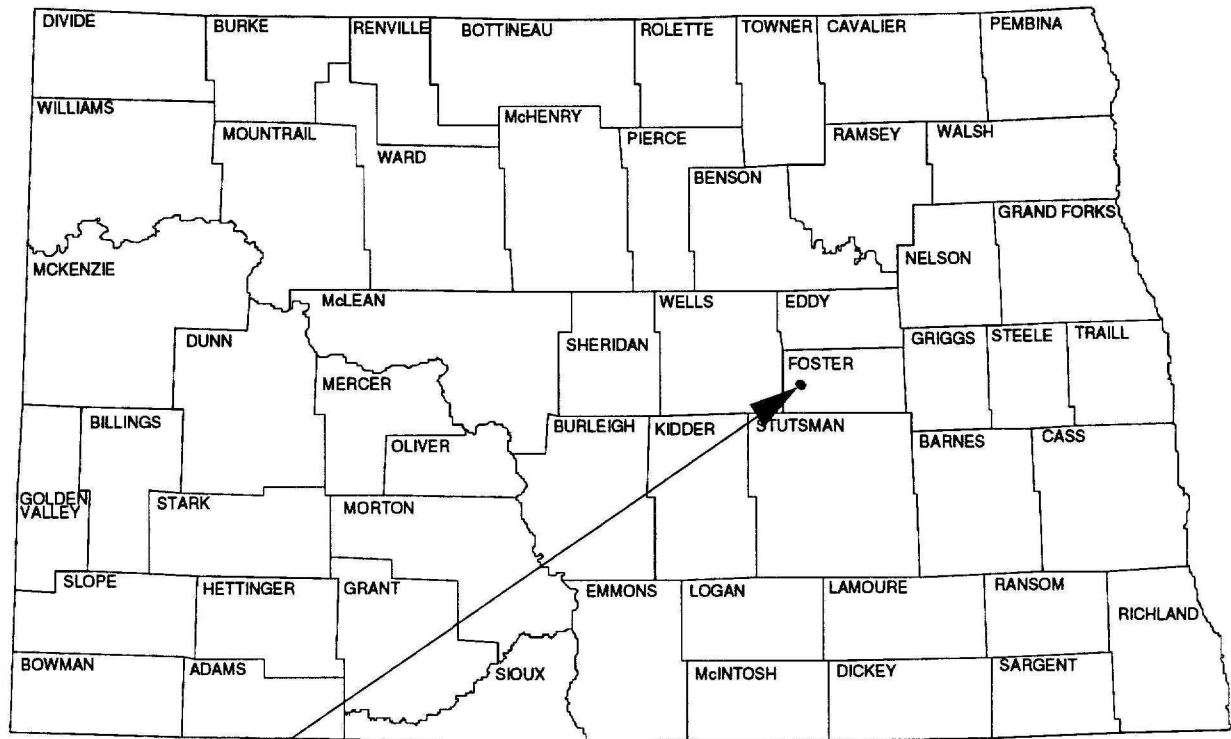 DIVIDE
BURKE
RENVILLE
BOTTINEAU
ROLETTE
TOWNER
CAVALIER
PEMBINA
WILLIAMS
MOUNTRAIL
WARD
McHENRY
PIERCE
BENSON
RAMSEY
WALSH
GRAND FORKS
NELSON
MCKENZIE
McLEAN
WELLS
EDDY
DUNN
SHERIDAN
FOSTER
GRIGGS
STEELE
TRAILL
MERCER
BILLINGS
OLIVER
BURLEIGH
KIDDER
STUTSMAN
BARNES
CASS
GOLDEN
VALLEY
STARK
MORTON
SLOPE
HETTINGER
GRANT
EMMONS
LOGAN
LAMOURE
RANSOM
RICHLAND
BOWMAN
ADAMS
SIOUX
McINTOSH
DICKEY
SARGENT